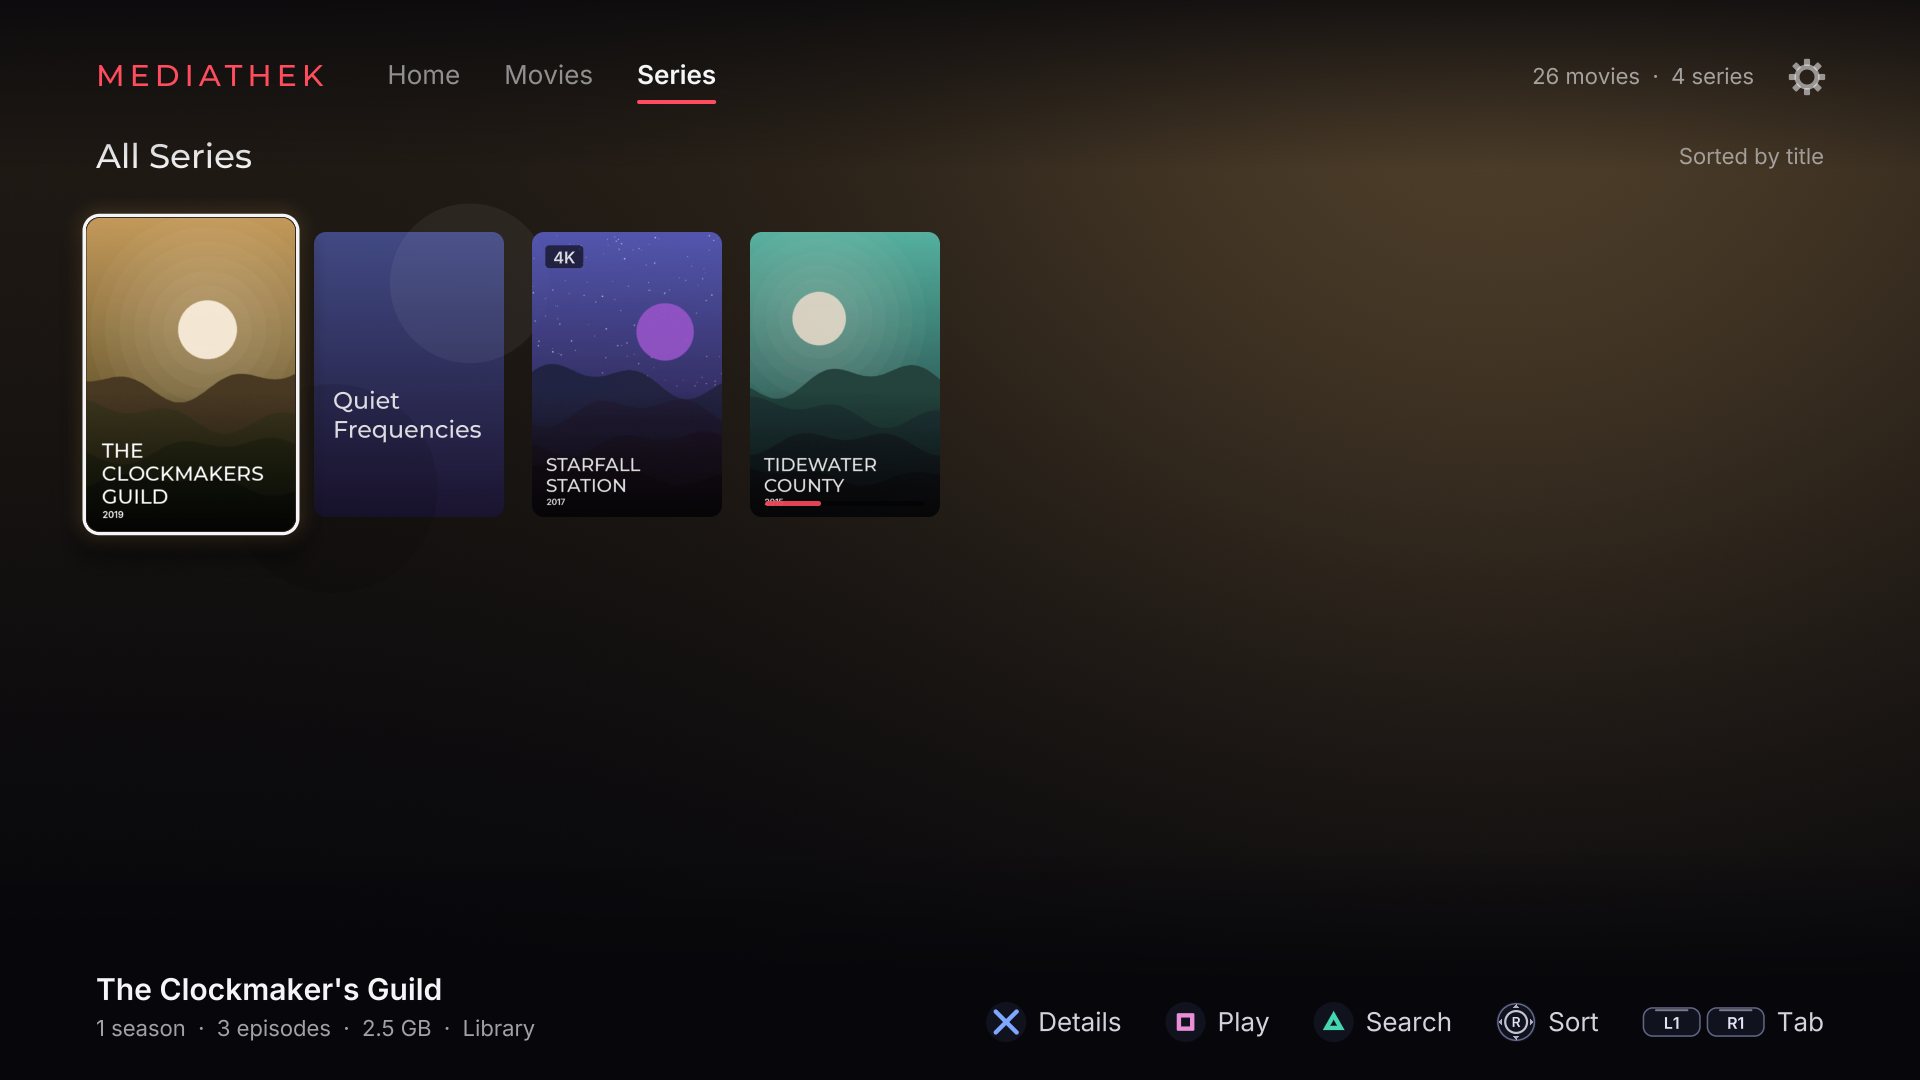 MEDIATHEK Home Movies Series 26 movies · 4 series
All Series Sorted by title
THE
CLOCKMAKERS
GUILD
2019
Quiet
Frequencies
4K
STARFALL
STATION
2017
TIDEWATER
COUNTY
The Clockmaker's Guild
1 season · 3 episodes · 2.5 GB · Library
Details Play Search R Sort L1 R1 Tab